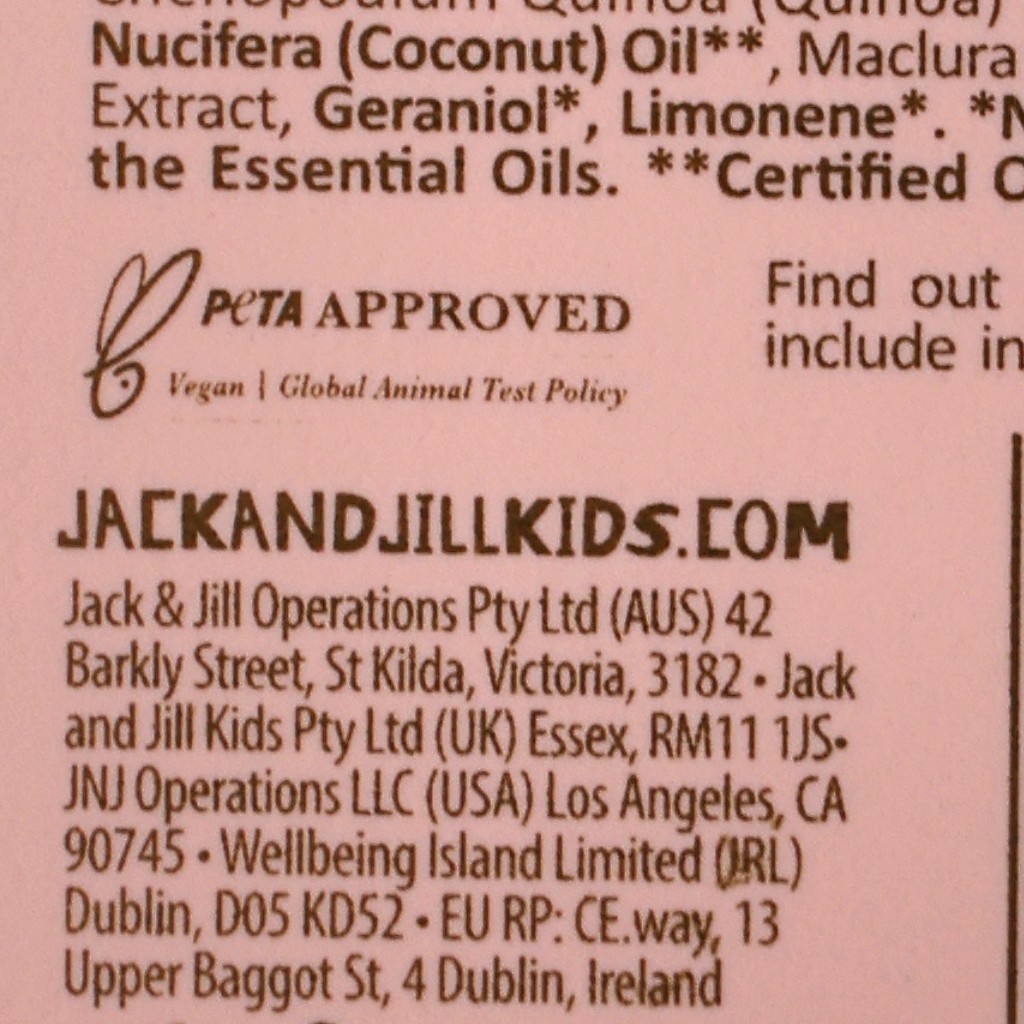 Chenopodium Quinoa (Quinoa)
Nucifera (Coconut) Oil**, Maclura
Extract, Geraniol*, Limonene*. *N
the Essential Oils. **Certified O
PeTA APPROVED
Vegan | Global Animal Test Policy
Find out
include in
JACKANDJILLKIDS.COM
Jack & Jill Operations Pty Ltd (AUS) 42
Barkly Street, St Kilda, Victoria, 3182 • Jack
and Jill Kids Pty Ltd (UK) Essex, RM11 1JS•
JNJ Operations LLC (USA) Los Angeles, CA
90745 • Wellbeing Island Limited (IRL)
Dublin, D05 KD52 • EU RP: CE.way, 13
Upper Baggot St, 4 Dublin, Ireland